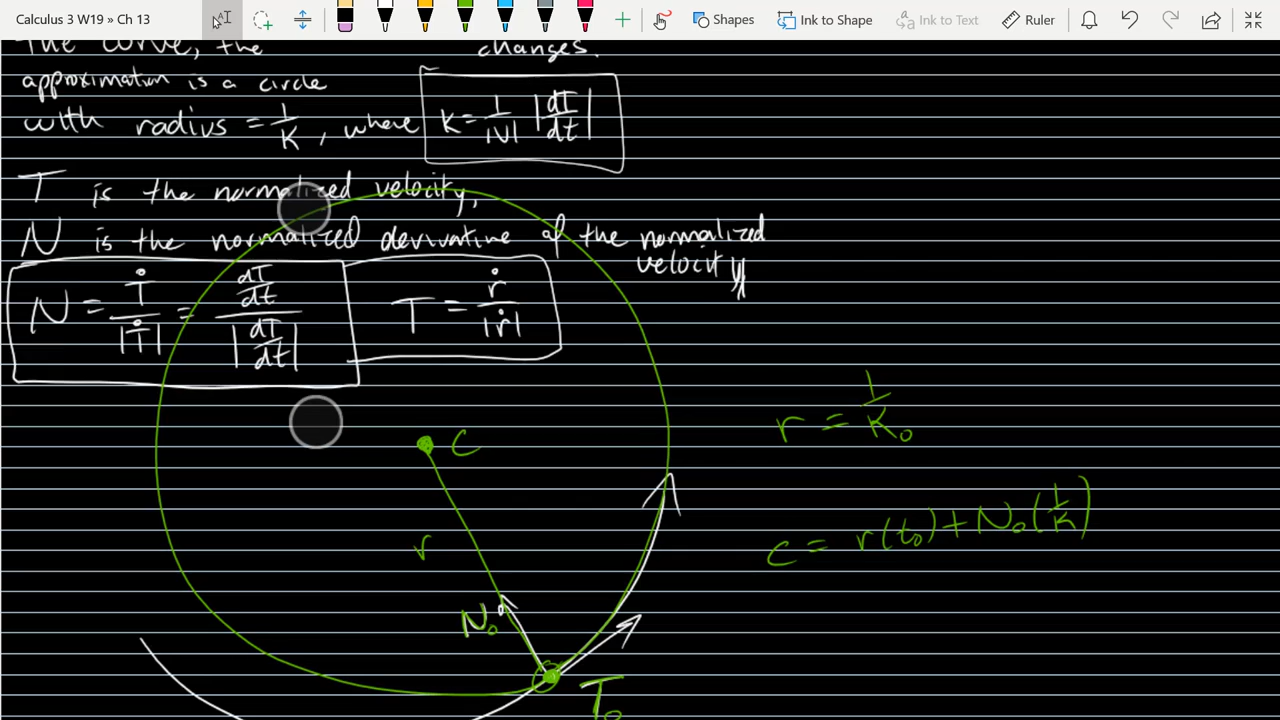 Calculus 3 W19 » Ch 13
Shapes
Ink to Shape
Ink to Text
Ruler
The curve, the
changes.
approximation is a circle
with radius = 1/K, where
K = 1/|V| |dT/dt|
T is the normalized velocity,
N is the normalized derivative of the normalized
velocity
N = Ṫ/|Ṫ| = (dT/dt)/|dT/dt|
T = ṙ/|ṙ|
r = 1/K₀
C
c = r(t₀) + N₀(1/K)
r
N₀
T₀